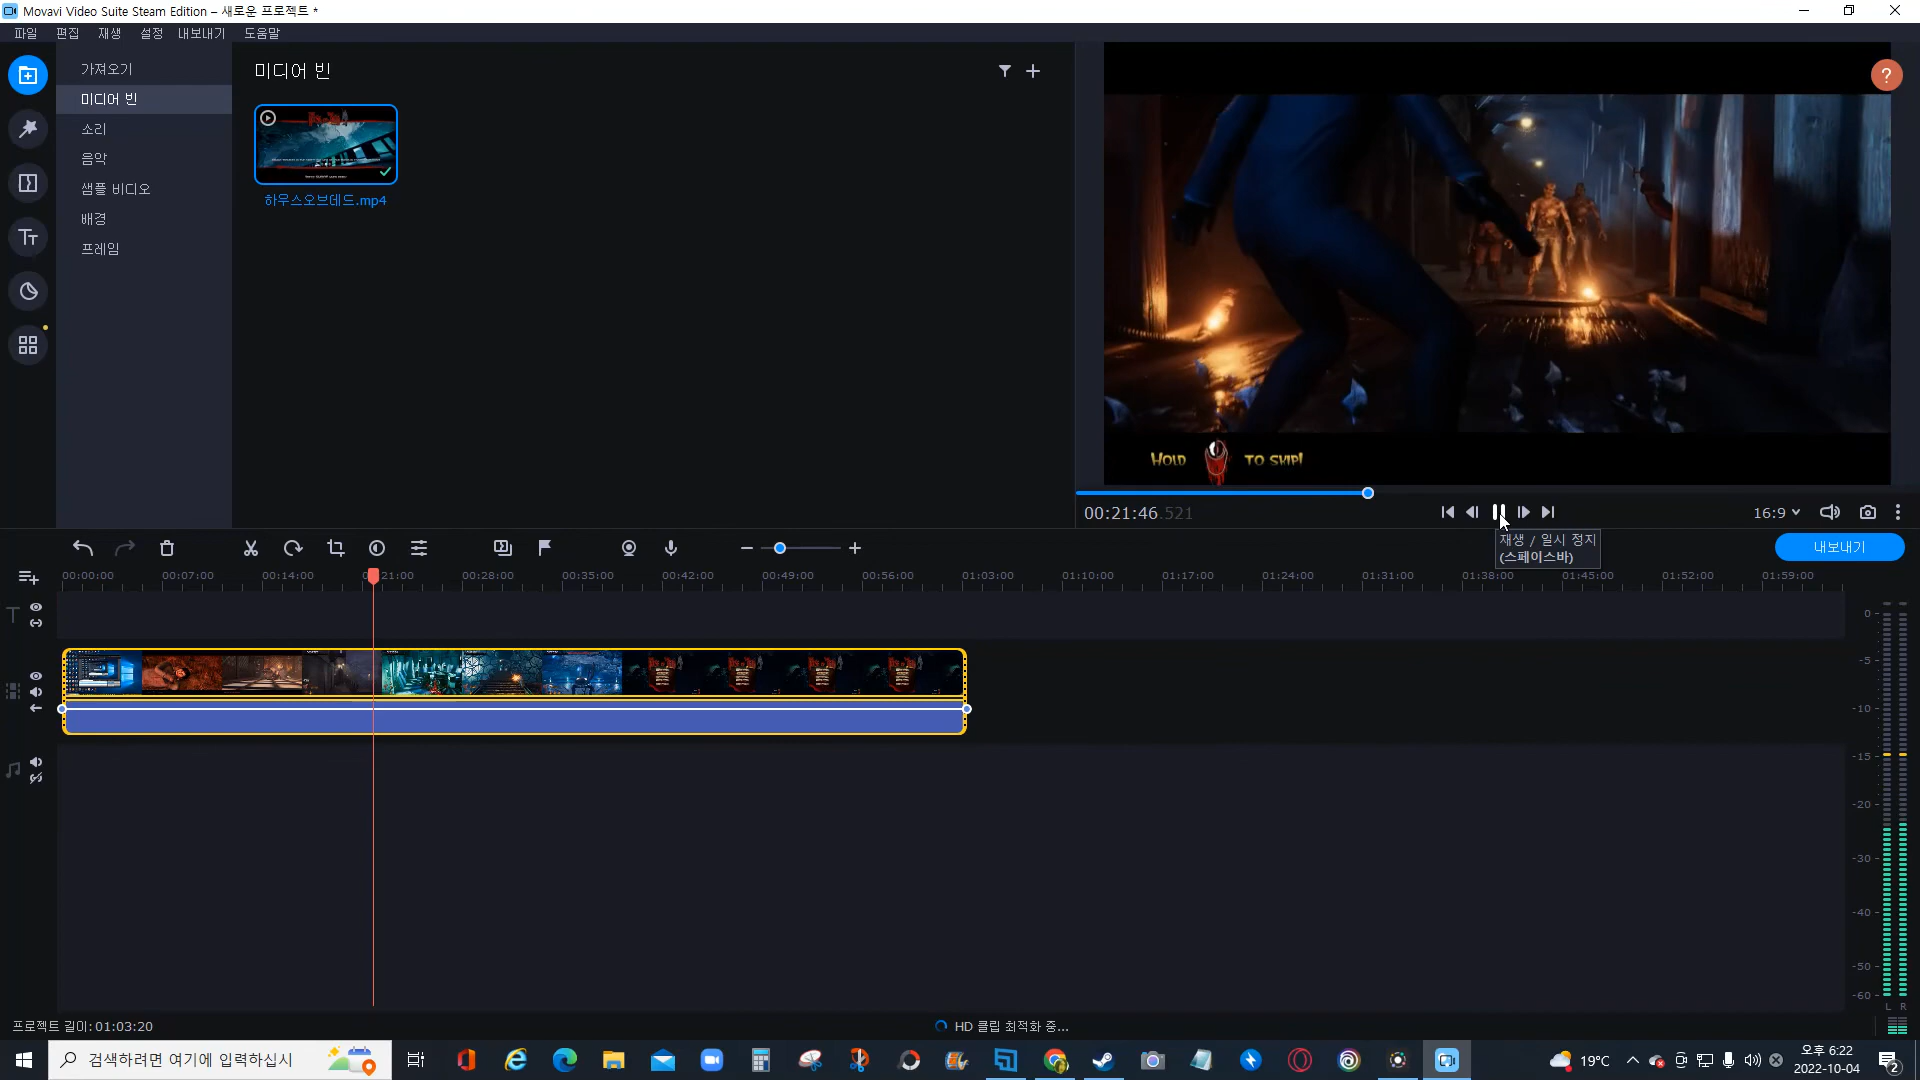 Movavi Video Suite Steam Edition – 새로운 프로젝트 *
파일 편집 재생 설정 내보내기 도움말
가져오기
미디어 빈
소리
음악
샘플 비디오
배경
프레임
미디어 빈
하우스오브데드.mp4
?
HOLD TO SKIP!
00:21:46.521
16:9
재생 / 일시 정지
(스페이스바)
내보내기
00:00:00 00:07:00 00:14:00 21:00 00:28:00 00:35:00 00:42:00 00:49:00 00:56:00 01:03:00 01:10:00 01:17:00 01:24:00 01:31:00 01:38:00 01:45:00 01:52:00 01:59:00
0
-5
-10
-15
-20
-30
-40
-50
-60
L R
프로젝트 길이: 01:03:20
HD 클립 최적화 중...
검색하려면 여기에 입력하십시
19°C
오후 6:22
2022-10-04
2